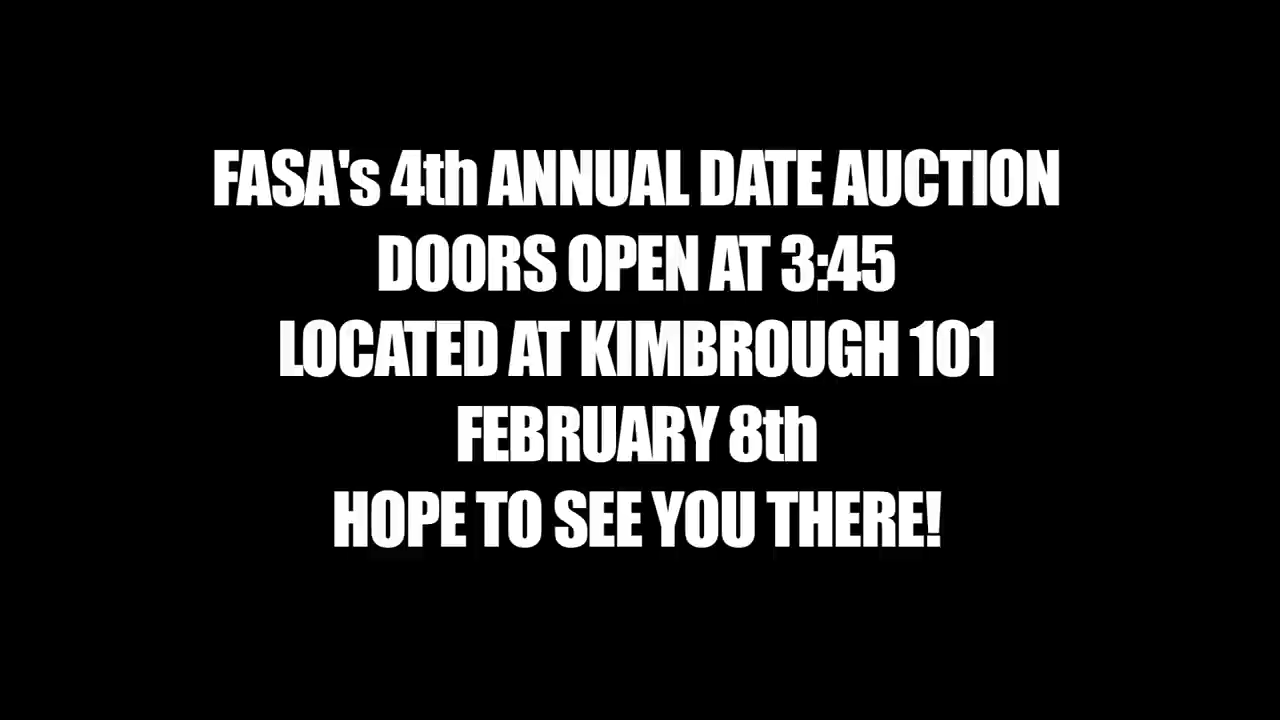 FASA's 4th ANNUAL DATE AUCTION
DOORS OPEN AT 3:45
LOCATED AT KIMBROUGH 101
FEBRUARY 8th
HOPE TO SEE YOU THERE!